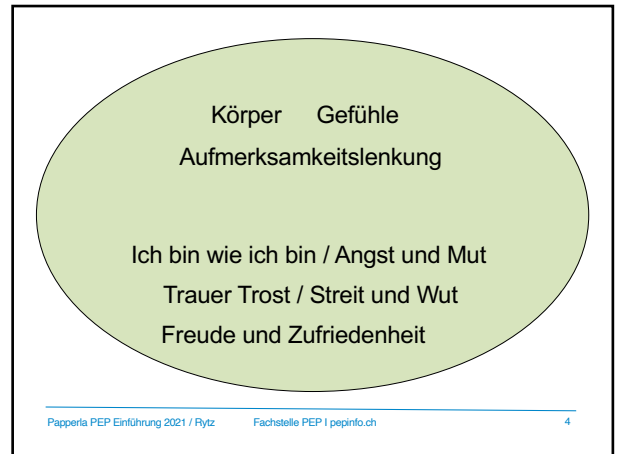 Körper Gefühle
Aufmerksamkeitslenkung
Ich bin wie ich bin / Angst und Mut
Trauer Trost / Streit und Wut
Freude und Zufriedenheit
Papperla PEP Einführung 2021 / Rytz Fachstelle PEP I pepinfo.ch 4